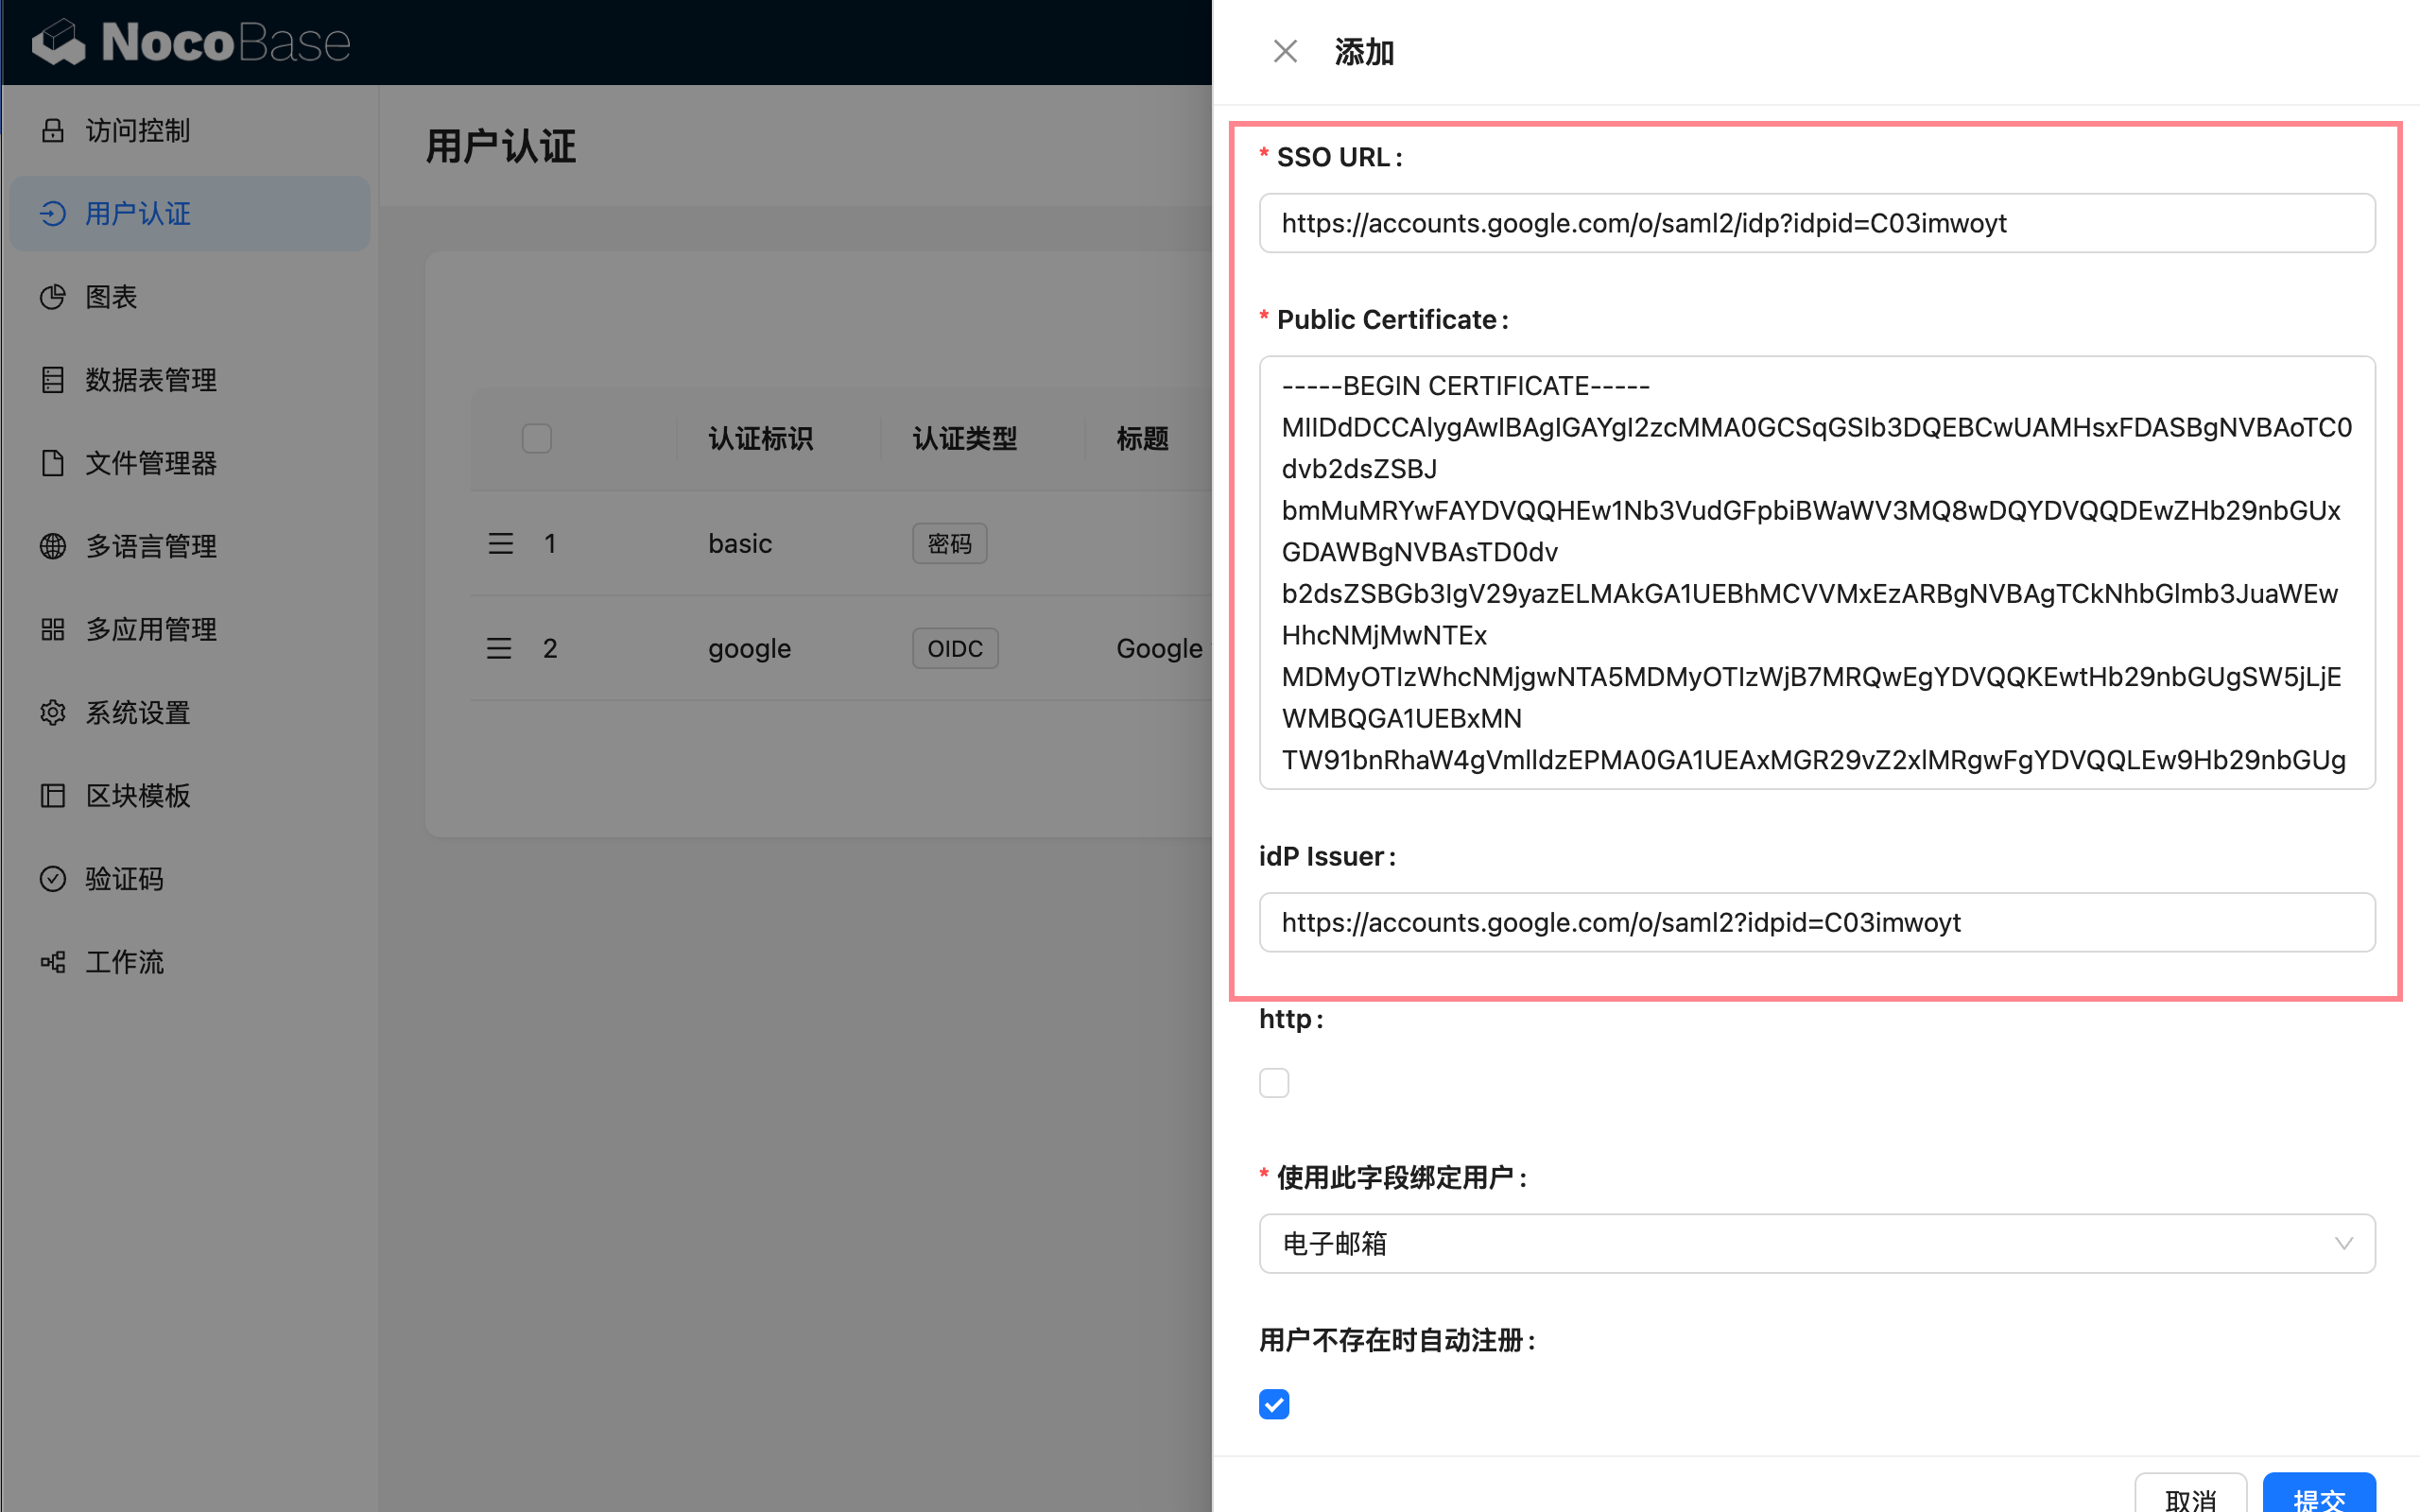 NocoBase
访问控制
用户认证
图表
数据表管理
文件管理器
多语言管理
多应用管理
系统设置
区块模板
验证码
工作流
用户认证
认证标识 认证类型 标题
1 basic 密码
2 google OIDC Google
添加
* SSO URL:
https://accounts.google.com/o/saml2/idp?idpid=C03imwoyt
* Public Certificate:
-----BEGIN CERTIFICATE-----
MIIDdDCCAlygAwIBAgIGAYgI2zcMMA0GCSqGSIb3DQEBCwUAMHsxFDASBgNVBAoTC0
dvb2dsZSBJ
bmMuMRYwFAYDVQQHEw1Nb3VudGFpbiBWaWV3MQ8wDQYDVQQDEwZHb29nbGUx
GDAWBgNVBAsTD0dv
b2dsZSBGb3IgV29yazELMAkGA1UEBhMCVVMxEzARBgNVBAgTCkNhbGlmb3JuaWEw
HhcNMjMwNTEx
MDMyOTIzWhcNMjgwNTA5MDMyOTIzWjB7MRQwEgYDVQQKEwtHb29nbGUgSW5jLjE
WMBQGA1UEBxMN
TW91bnRhaW4gVmlldzEPMA0GA1UEAxMGR29vZ2xlMRgwFgYDVQQLEw9Hb29nbGUg
idP Issuer:
https://accounts.google.com/o/saml2?idpid=C03imwoyt
http:
* 使用此字段绑定用户:
电子邮箱
用户不存在时自动注册:
取消 提交